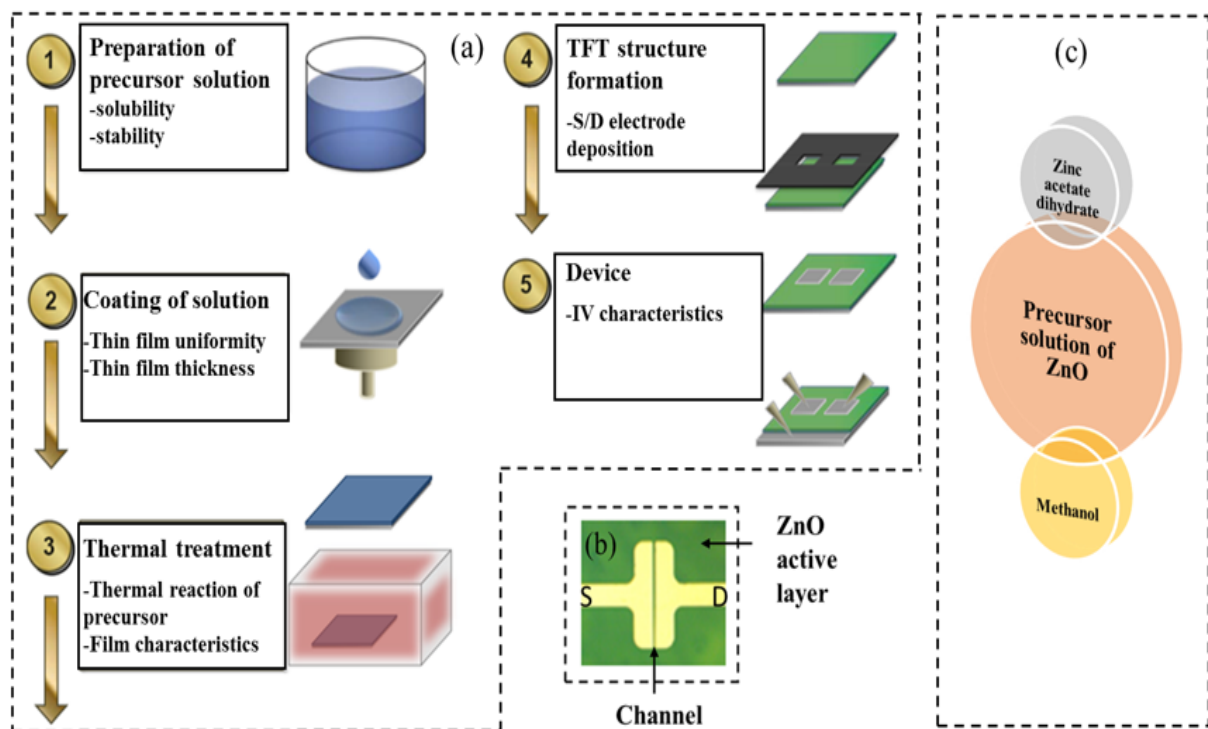 (a)
1
Preparation of
precursor solution
-solubility
-stability
2
Coating of solution
-Thin film uniformity
-Thin film thickness
3
Thermal treatment
-Thermal reaction of
precursor
-Film characteristics
4
TFT structure
formation
-S/D electrode
deposition
5
Device
-IV characteristics
(b)
S
D
ZnO
active
layer
Channel
(c)
Zinc
acetate
dihydrate
Precursor
solution of
ZnO
Methanol